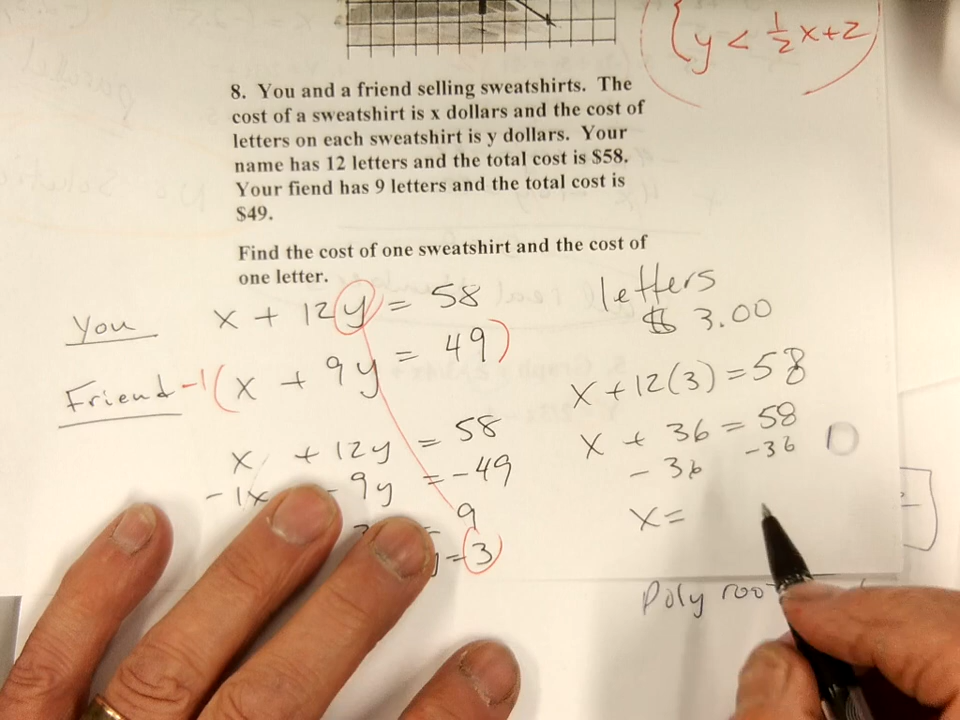 y < 1/2 x + 2
8. You and a friend selling sweatshirts. The
cost of a sweatshirt is x dollars and the cost of
letters on each sweatshirt is y dollars. Your
name has 12 letters and the total cost is $58.
Your fiend has 9 letters and the total cost is
$49.
Find the cost of one sweatshirt and the cost of
one letter.
You x + 12y = 58
Friend -1(x + 9y = 49)
x + 12y = 58
-1x - 9y = -49
= 9
y = 3
letters
$ 3.00
x + 12(3) = 58
x + 36 = 58
- 36 -36
x =
Poly